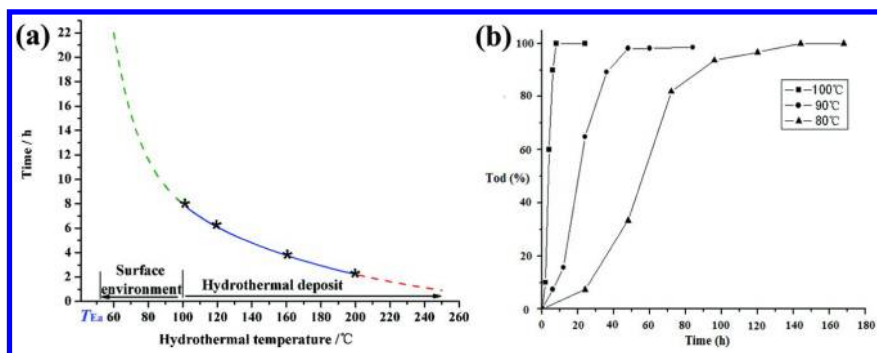 (a)
22
20
18
16
14
12
10
8
6
4
2
0
Time / h
Surface environment
Hydrothermal deposit
TEa 60 80 100 120 140 160 180 200 220 240 260
Hydrothermal temperature /℃
(b)
100
80
60
40
20
0
Tod (%)
100℃
90℃
80℃
0 20 40 60 80 100 120 140 160 180
Time (h)